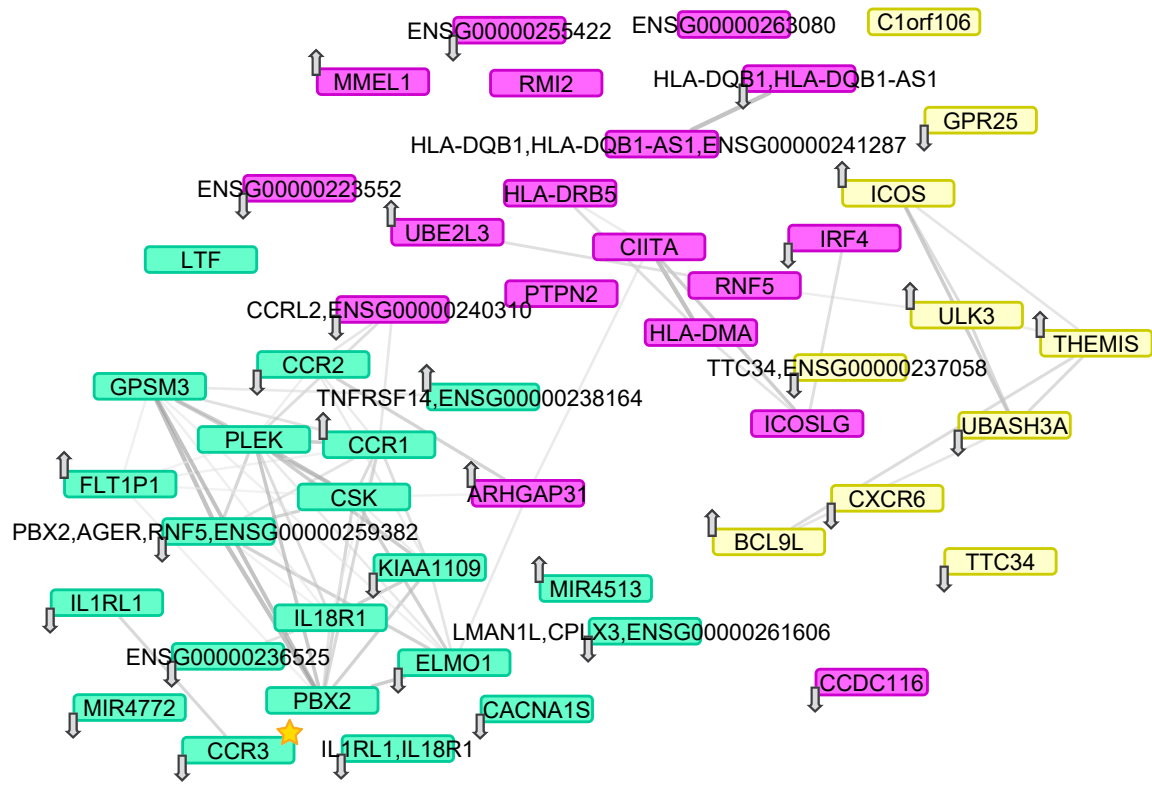 C1orf106
ENSG00000255422
ENSG00000263080
MMEL1
RMI2
HLA-DQB1,HLA-DQB1-AS1
GPR25
HLA-DQB1,HLA-DQB1-AS1,ENSG00000241287
ENSG00000223552
HLA-DRB5
ICOS
UBE2L3
CIITA
IRF4
LTF
RNF5
PTPN2
CCRL2,ENSG00000240310
ULK3
HLA-DMA
THEMIS
CCR2
TTC34,ENSG00000237058
GPSM3
TNFRSF14,ENSG00000238164
ICOSLG
UBASH3A
PLEK
CCR1
FLT1P1
CSK
ARHGAP31
CXCR6
PBX2,AGER,RNF5,ENSG00000259382
BCL9L
KIAA1109
TTC34
MIR4513
IL1RL1
IL18R1
LMAN1L,CPLX3,ENSG00000261606
ENSG00000236525
ELMO1
CCDC116
PBX2
MIR4772
CACNA1S
CCR3
IL1RL1,IL18R1